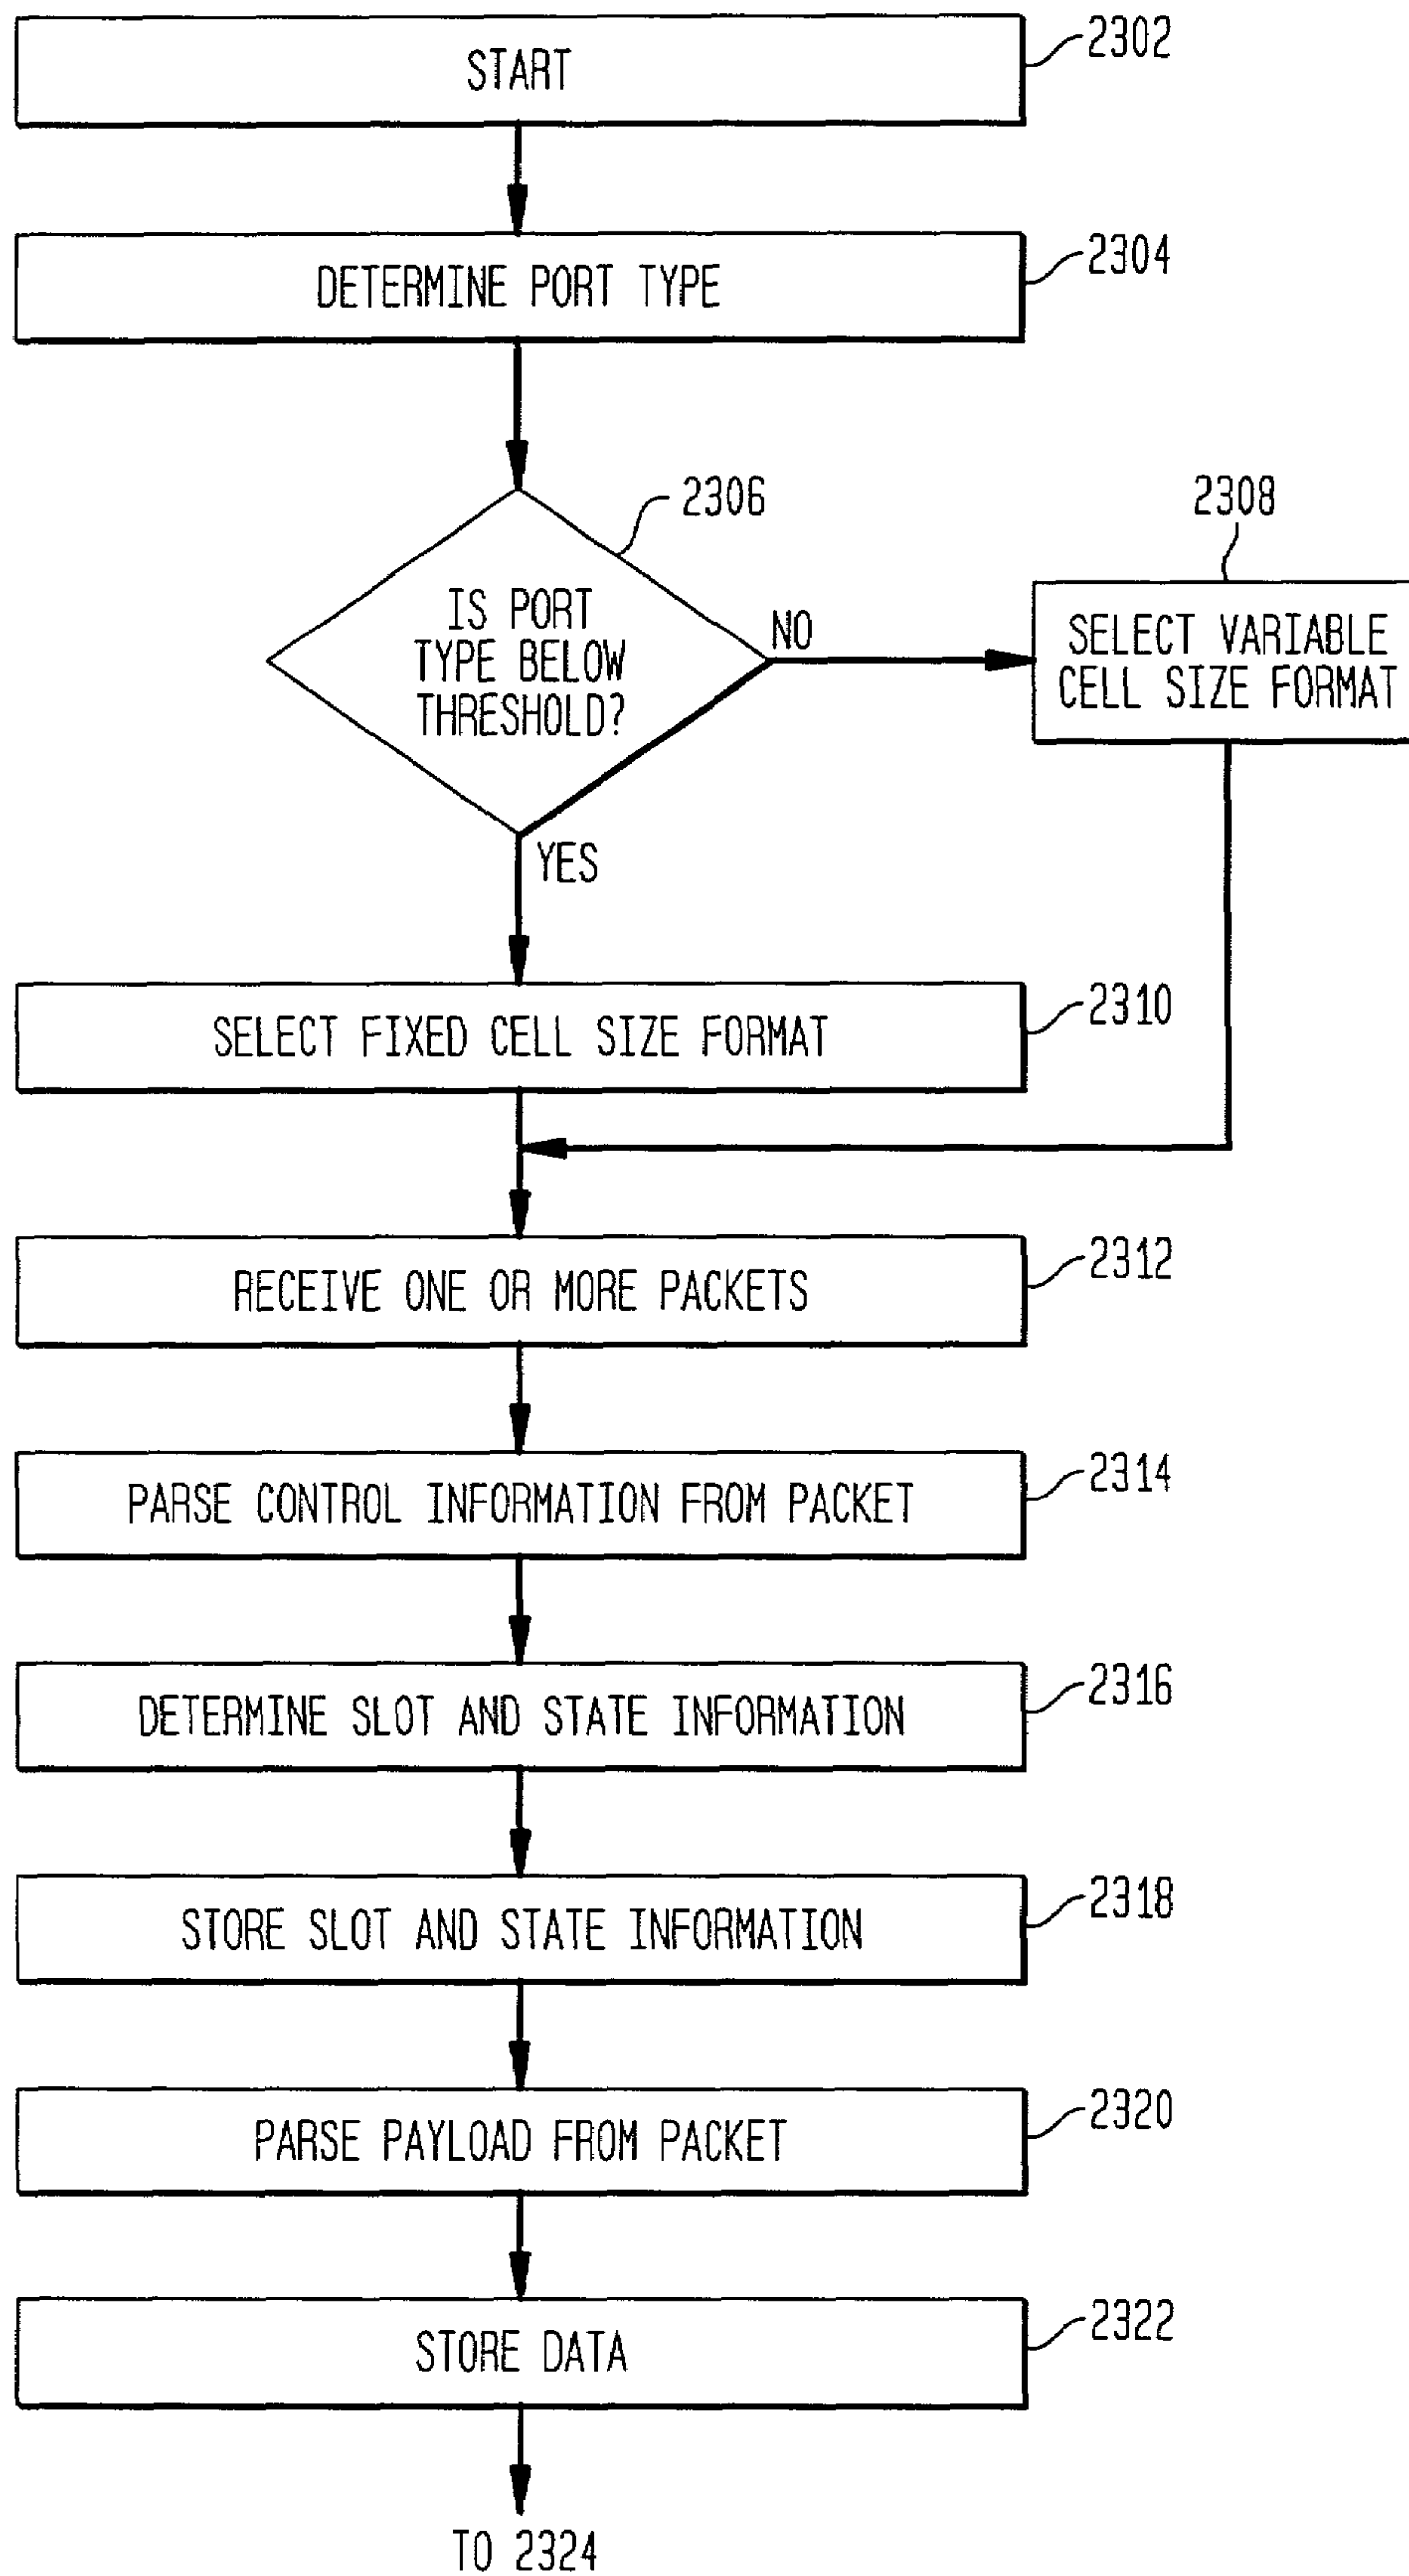 START
2302
DETERMINE PORT TYPE
2304
2306
IS PORT
TYPE BELOW
THRESHOLD?
NO
2308
SELECT VARIABLE
CELL SIZE FORMAT
YES
SELECT FIXED CELL SIZE FORMAT
2310
RECEIVE ONE OR MORE PACKETS
2312
PARSE CONTROL INFORMATION FROM PACKET
2314
DETERMINE SLOT AND STATE INFORMATION
2316
STORE SLOT AND STATE INFORMATION
2318
PARSE PAYLOAD FROM PACKET
2320
STORE DATA
2322
TO 2324